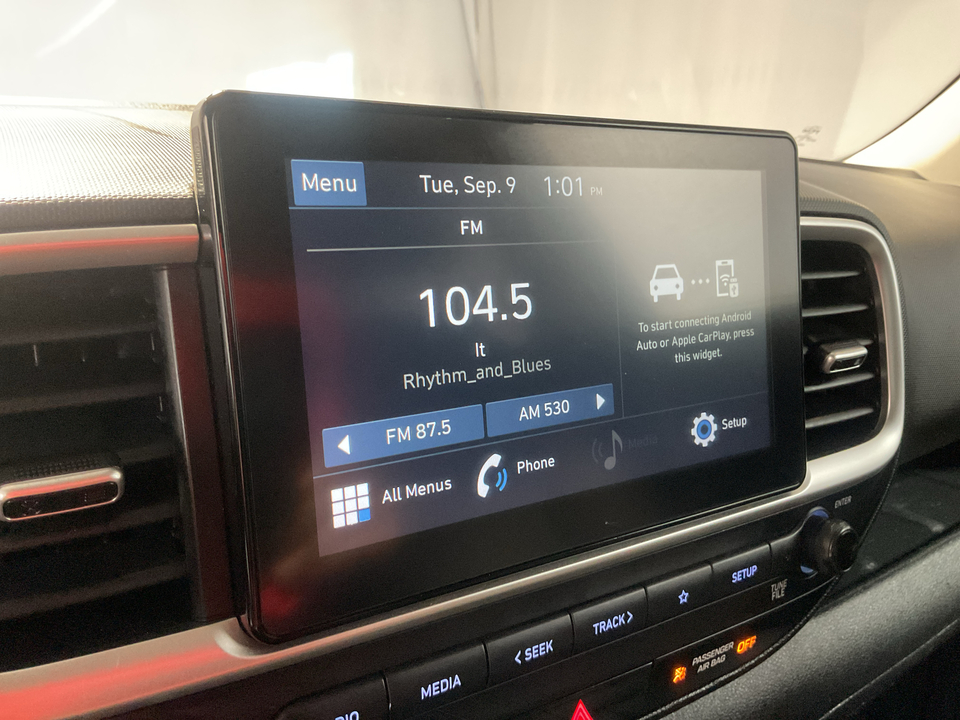 Menu
Tue, Sep. 9 1:01 PM
FM
104.5
It
Rhythm_and_Blues
To start connecting Android
Auto or Apple CarPlay, press
this widget.
FM 87.5
AM 530
All Menus
Phone
Media
Setup
ENTER
TUNE
FILE
SETUP
TRACK
SEEK
MEDIA
PASSENGER
AIR BAG
OFF